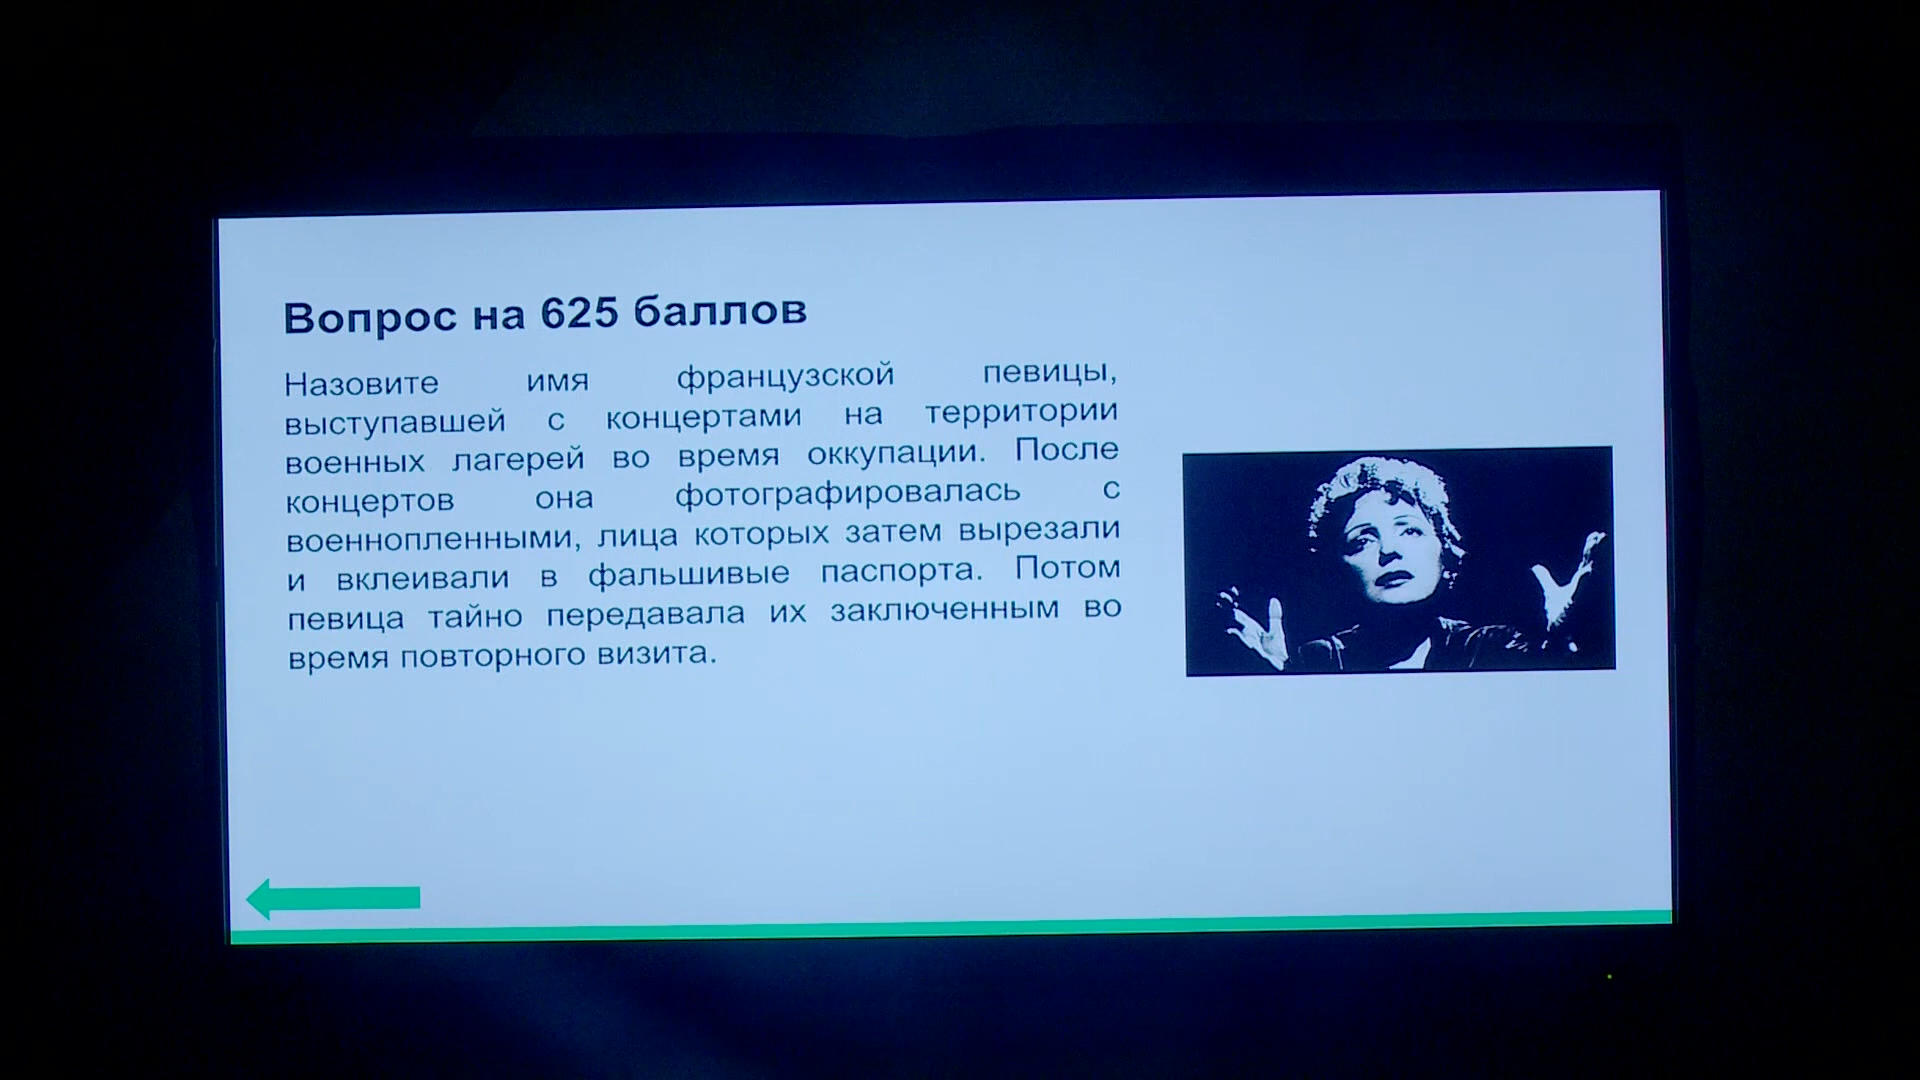 Вопрос на 625 баллов
Назовите имя французской певицы,
выступавшей с концертами на территории
военных лагерей во время оккупации. После
концертов она фотографировалась с
военнопленными, лица которых затем вырезали
и вклеивали в фальшивые паспорта. Потом
певица тайно передавала их заключенным во
время повторного визита.